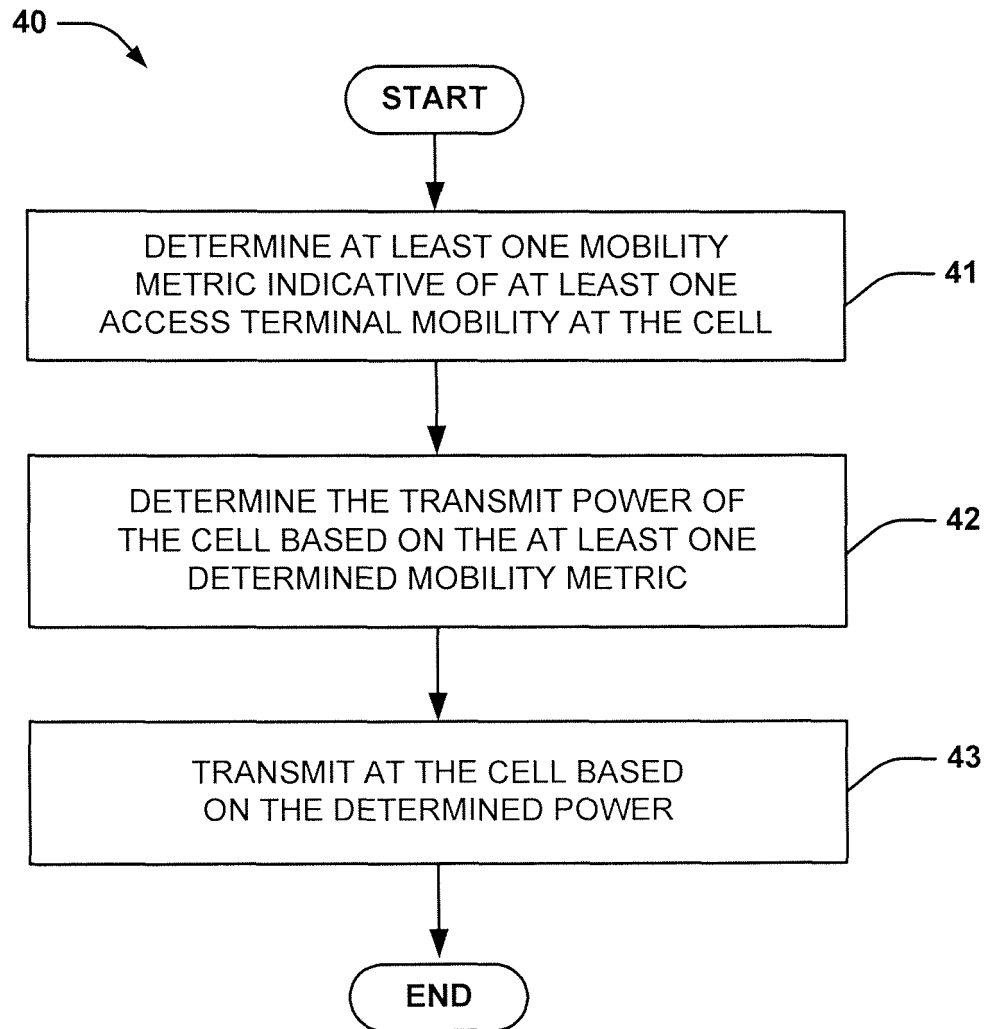 40
START
DETERMINE AT LEAST ONE MOBILITY
METRIC INDICATIVE OF AT LEAST ONE
ACCESS TERMINAL MOBILITY AT THE CELL
41
DETERMINE THE TRANSMIT POWER OF
THE CELL BASED ON THE AT LEAST ONE
DETERMINED MOBILITY METRIC
42
TRANSMIT AT THE CELL BASED
ON THE DETERMINED POWER
43
END